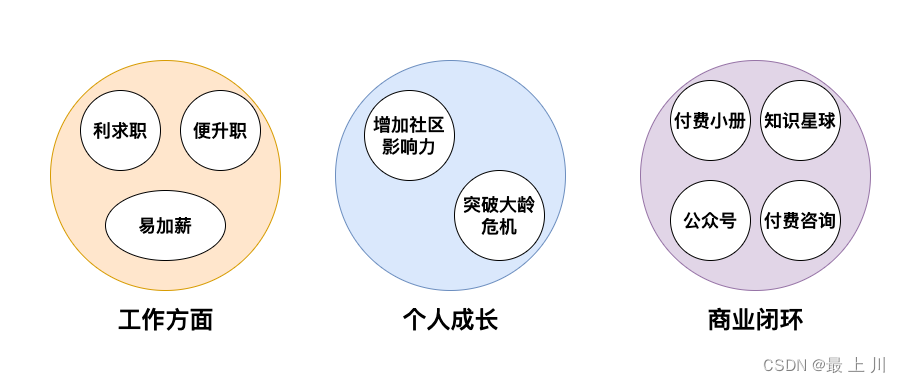 利求职
便升职
易加薪
工作方面
增加社区
影响力
突破大龄
危机
个人成长
付费小册
知识星球
公众号
付费咨询
商业闭环
CSDN @最 上 川